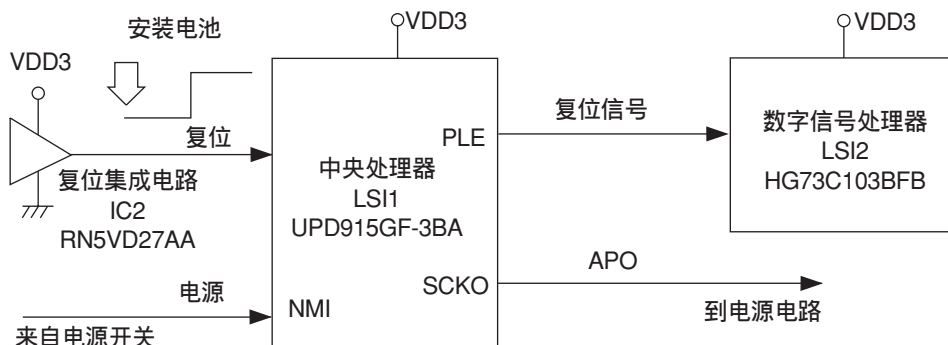 安装电池
VDD3
VDD3
VDD3
复位
复位集成电路
IC2
RN5VD27AA
电源
来自电源开关
NMI
中央处理器
LSI1
UPD915GF-3BA
PLE
SCKO
复位信号
APO
到电源电路
数字信号处理器
LSI2
HG73C103BFB